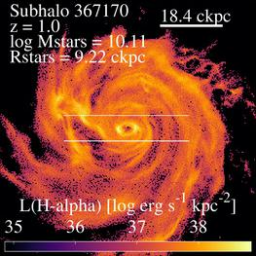 Subhalo 367170
z = 1.0
log Mstars = 10.11
Rstars = 9.22 ckpc
18.4 ckpc
L(H-alpha) [log erg s⁻¹ kpc⁻²]
35 36 37 38